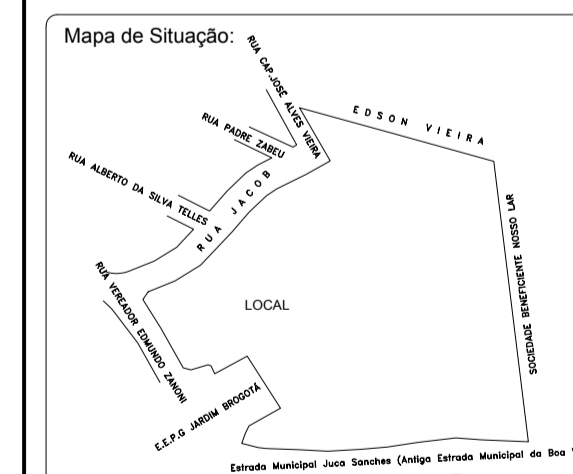 Mapa de Situação:
RUA CAP.JOSÉ ALVES VIEIRA
EDSON VIEIRA
RUA PADRE ZABEU
RUA ALBERTO DA SILVA TELLES
RUA JACOB
SOCIEDADE BENEFICIENTE NOSSO LAR
RUA VEREADOR EDMUNDO ZANONI
LOCAL
E.E.P.G JARDIM BROGOTÁ
Estrada Municipal Juca Sanches (Antiga Estrada Municipal da Boa